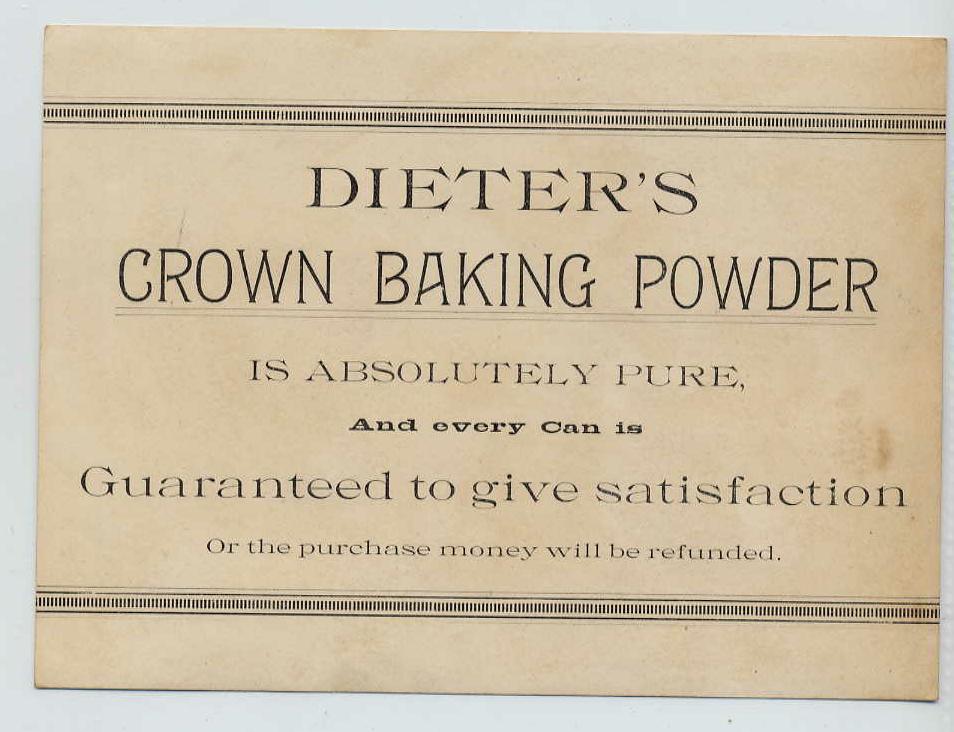 DIETER'S
CROWN BAKING POWDER
IS ABSOLUTELY PURE,
And every Can is
Guaranteed to give satisfaction
Or the purchase money will be refunded.